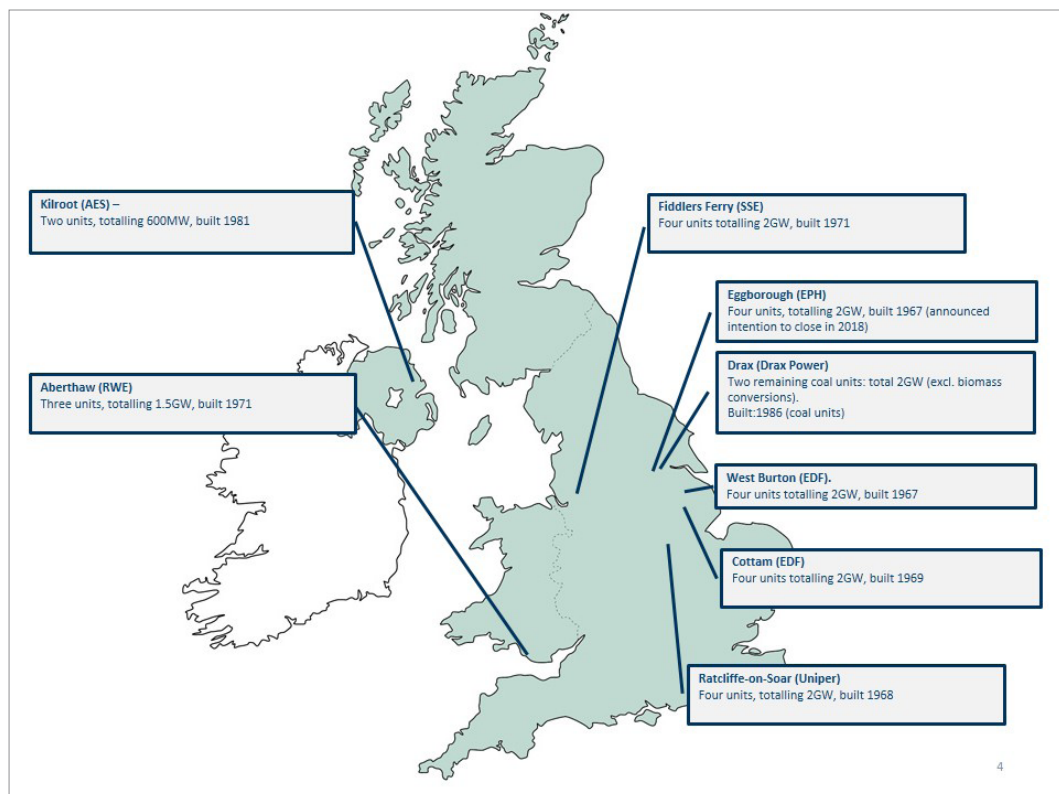 Kilroot (AES) –
Two units, totalling 600MW, built 1981
Fiddlers Ferry (SSE)
Four units totalling 2GW, built 1971
Eggborough (EPH)
Four units, totalling 2GW, built 1967 (announced
intention to close in 2018)
Drax (Drax Power)
Two remaining coal units: total 2GW (excl. biomass
conversions).
Built:1986 (coal units)
Aberthaw (RWE)
Three units, totalling 1.5GW, built 1971
West Burton (EDF).
Four units totalling 2GW, built 1967
Cottam (EDF)
Four units totalling 2GW, built 1969
Ratcliffe-on-Soar (Uniper)
Four units, totalling 2GW, built 1968
4